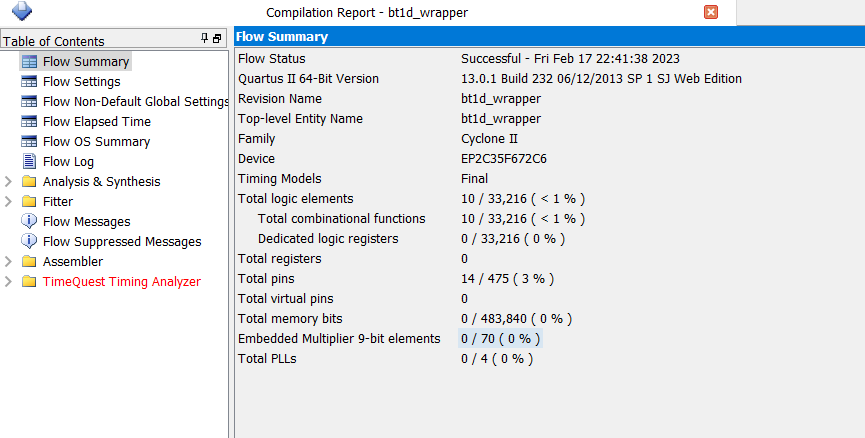 Compilation Report - bt1d_wrapper
Table of Contents
Flow Summary
Flow Settings
Flow Non-Default Global Settings
Flow Elapsed Time
Flow OS Summary
Flow Log
Analysis & Synthesis
Fitter
Flow Messages
Flow Suppressed Messages
Assembler
TimeQuest Timing Analyzer
Flow Summary
Flow Status Successful - Fri Feb 17 22:41:38 2023
Quartus II 64-Bit Version 13.0.1 Build 232 06/12/2013 SP 1 SJ Web Edition
Revision Name bt1d_wrapper
Top-level Entity Name bt1d_wrapper
Family Cyclone II
Device EP2C35F672C6
Timing Models Final
Total logic elements 10 / 33,216 ( < 1 % )
Total combinational functions 10 / 33,216 ( < 1 % )
Dedicated logic registers 0 / 33,216 ( 0 % )
Total registers 0
Total pins 14 / 475 ( 3 % )
Total virtual pins 0
Total memory bits 0 / 483,840 ( 0 % )
Embedded Multiplier 9-bit elements 0 / 70 ( 0 % )
Total PLLs 0 / 4 ( 0 % )